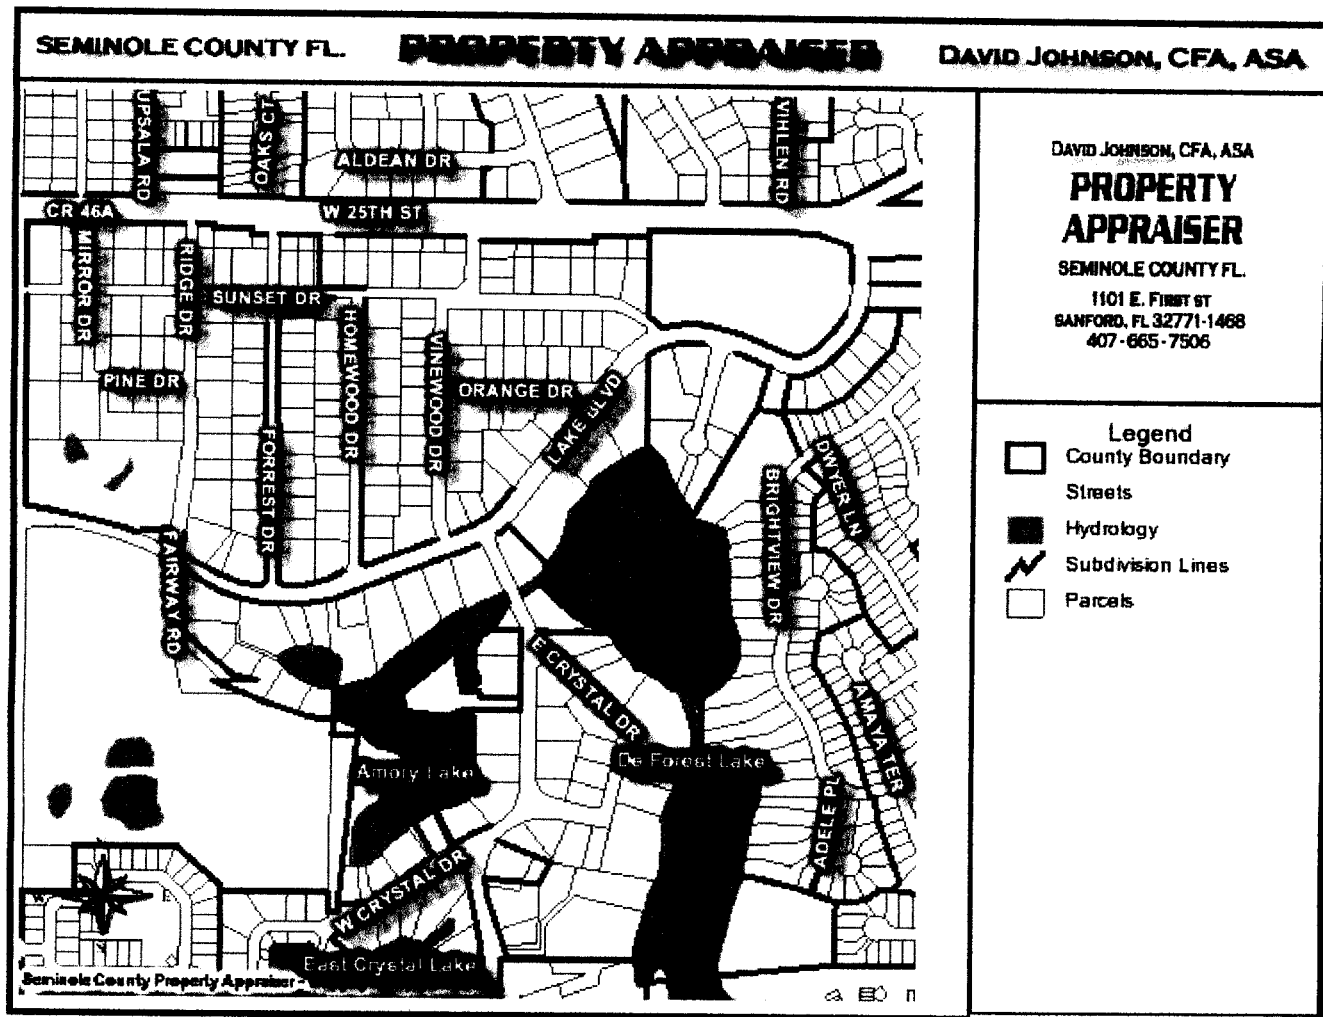 SEMINOLE COUNTY FL.
PROPERTY APPRAISER
DAVID JOHNSON, CFA, ASA
UPSALA RD
OAKS CT
ALDEAN DR
VIHLEN RD
CR 46A
W 25TH ST
MIRROR DR
RIDGE DR
SUNSET DR
HOMEWOOD DR
VINEWOOD DR
PINE DR
ORANGE DR
LAKE BLVD
FORREST DR
BRIGHTVIEW DR
DWYER LN
FAIRWAY RD
E CRYSTAL DR
AMAYA TER
De Forest Lake
Amory Lake
ADELE PL
W CRYSTAL DR
East Crystal Lake
Seminole County Property Appraiser -
DAVID JOHNSON, CFA, ASA
PROPERTY
APPRAISER
SEMINOLE COUNTY FL.
1101 E. FIRST ST
SANFORD, FL 32771-1468
407-665-7506
Legend
County Boundary
Streets
Hydrology
Subdivision Lines
Parcels